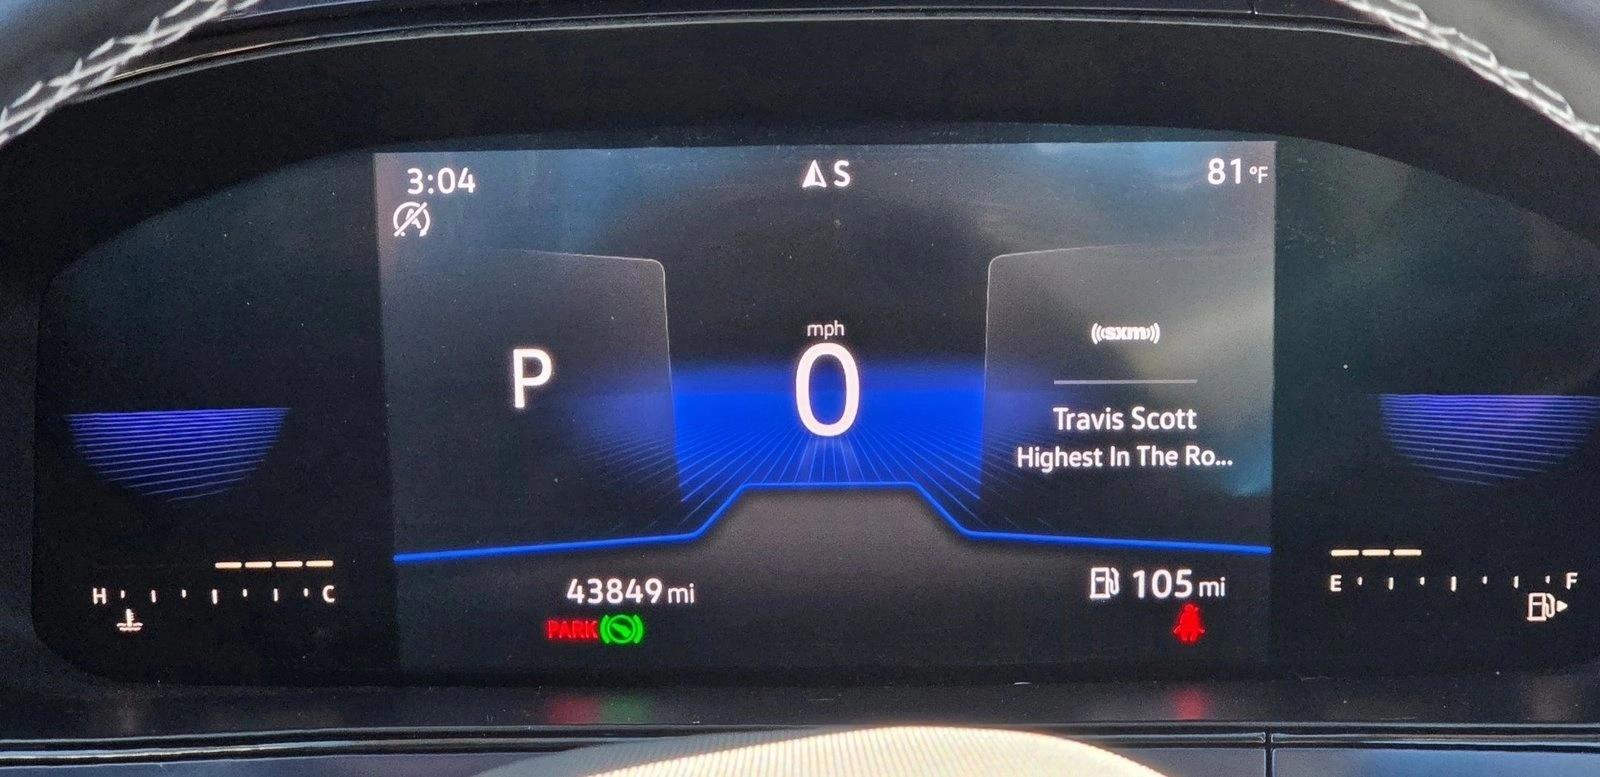 3:04
S
81°F
mph
0
P
((sxm))
Travis Scott
Highest In The Ro...
H
C
43849 mi
105 mi
E
F
PARK